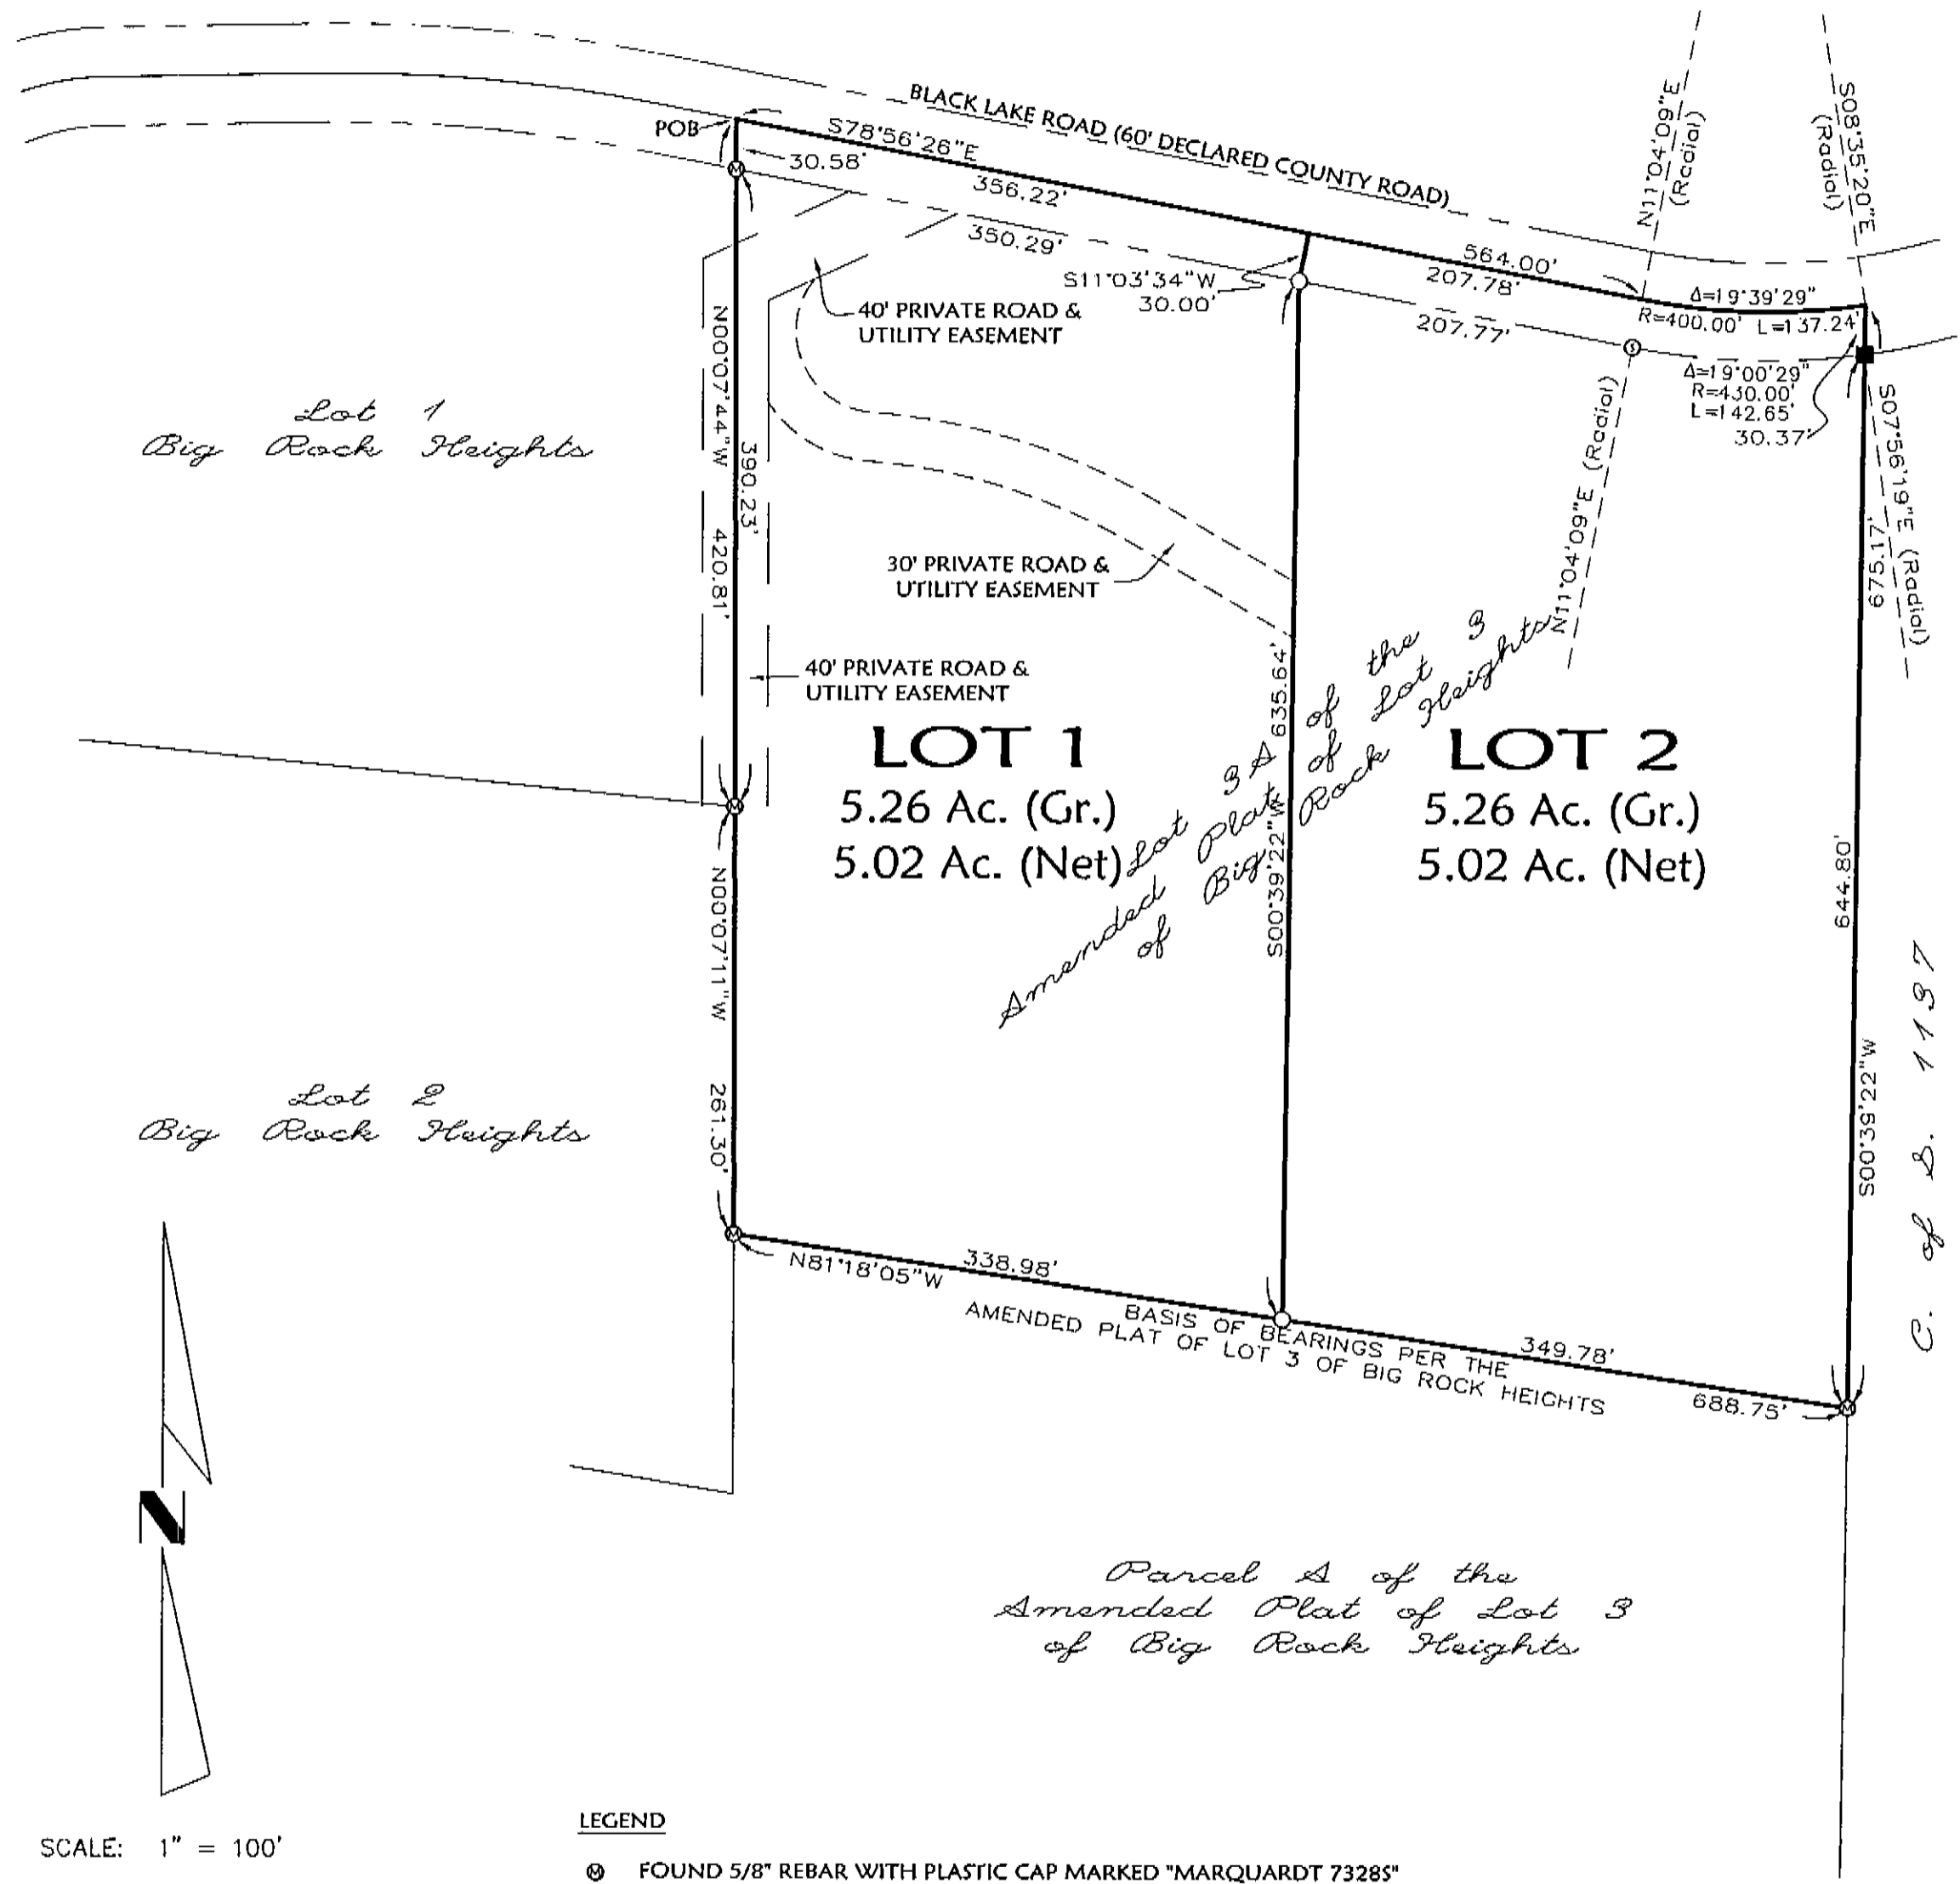 BLACK LAKE ROAD (60' DECLARED COUNTY ROAD)
N11°04'09"E
(Radial)
S08°35'20"E
(Radial)
POB
S78°56'26"E
30.58'
356.22'
350.29'
S11°03'34"W
30.00'
564.00'
207.78'
207.77'
Δ=19°39'29"
R=400.00' L=137.24'
Δ=19°00'29"
R=430.00'
L=142.65'
30.37'
S07°56'19"E (Radial)
N11°04'09"E (Radial)
40' PRIVATE ROAD &
UTILITY EASEMENT
N00°07'44"W 420.81'
390.23'
Lot 1
Big Rock Heights
30' PRIVATE ROAD &
UTILITY EASEMENT
40' PRIVATE ROAD &
UTILITY EASEMENT
675.17'
LOT 1
5.26 Ac. (Gr.)
5.02 Ac. (Net)
S00°39'22"W 635.64'
Amended Lot 3A of the
Plat of Lot 3
of Big Rock Heights
LOT 2
5.26 Ac. (Gr.)
5.02 Ac. (Net)
644.80'
S00°39'22"W
C. of S. 1137
N00°07'11"W 261.30'
Lot 2
Big Rock Heights
N81°18'05"W
338.98'
349.78'
688.75'
BASIS OF BEARINGS PER THE
AMENDED PLAT OF LOT 3 OF BIG ROCK HEIGHTS
N
Parcel A of the
Amended Plat of Lot 3
of Big Rock Heights
SCALE: 1" = 100'
LEGEND
M FOUND 5/8" REBAR WITH PLASTIC CAP MARKED "MARQUARDT 7328S"